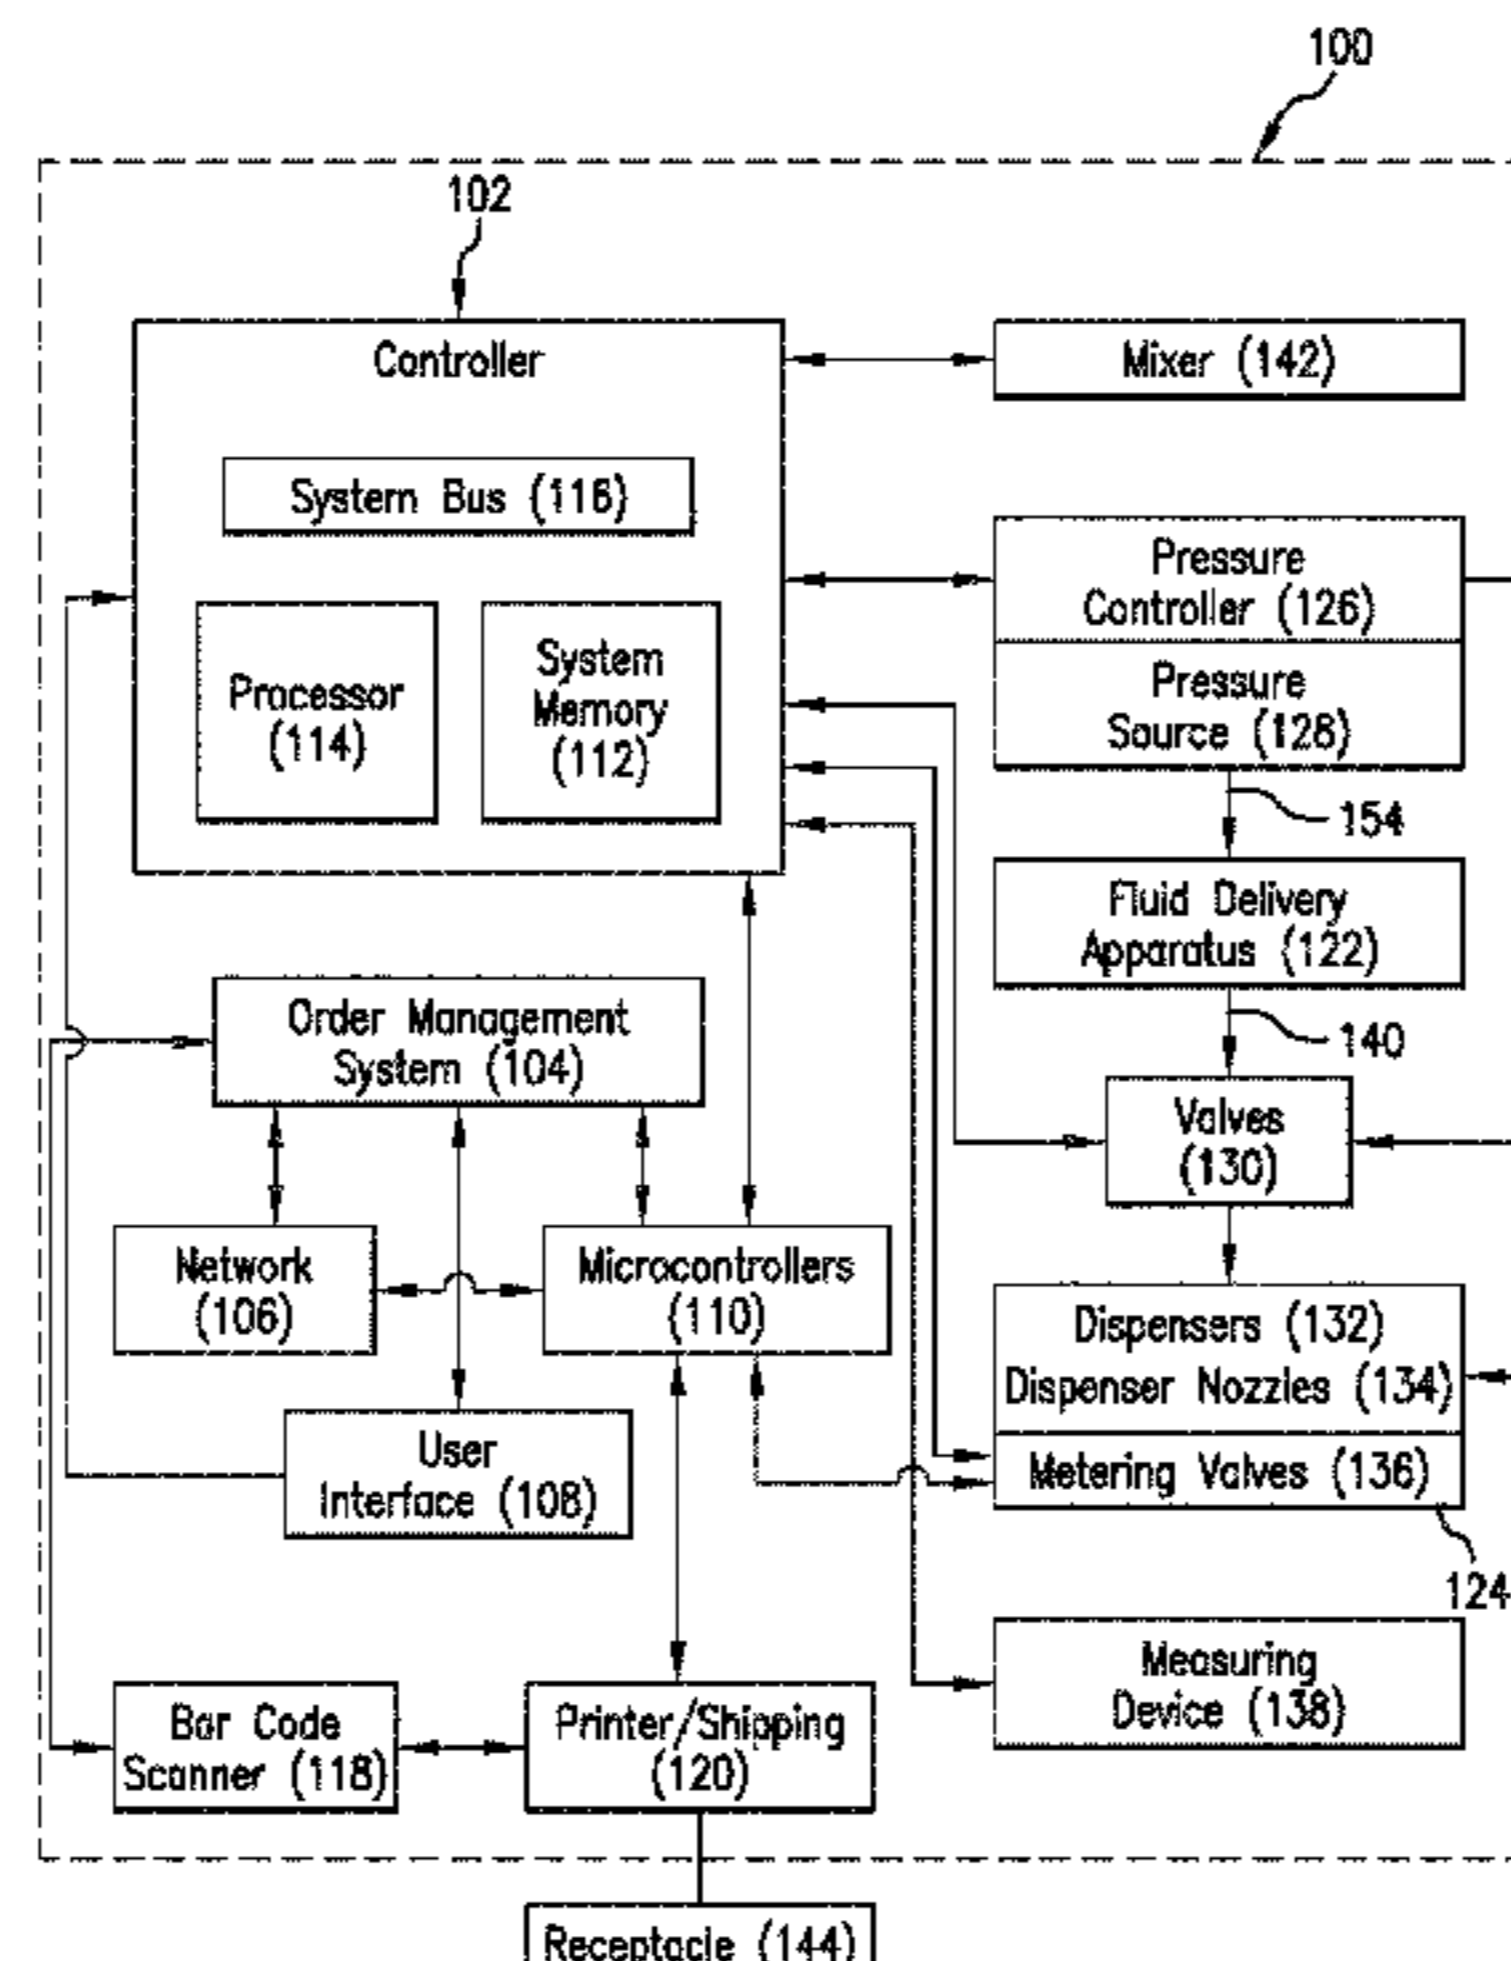 100
102
Controller
System Bus (116)
Processor
(114)
System
Memory
(112)
Mixer (142)
Pressure
Controller (126)
Pressure
Source (128)
154
Fluid Delivery
Apparatus (122)
140
Valves
(130)
Order Management
System (104)
Network
(106)
Microcontrollers
(110)
User
Interface (108)
Dispensers (132)
Dispenser Nozzles (134)
Metering Valves (136)
124
Measuring
Device (138)
Bar Code
Scanner (118)
Printer/Shipping
(120)
Receptacle (144)